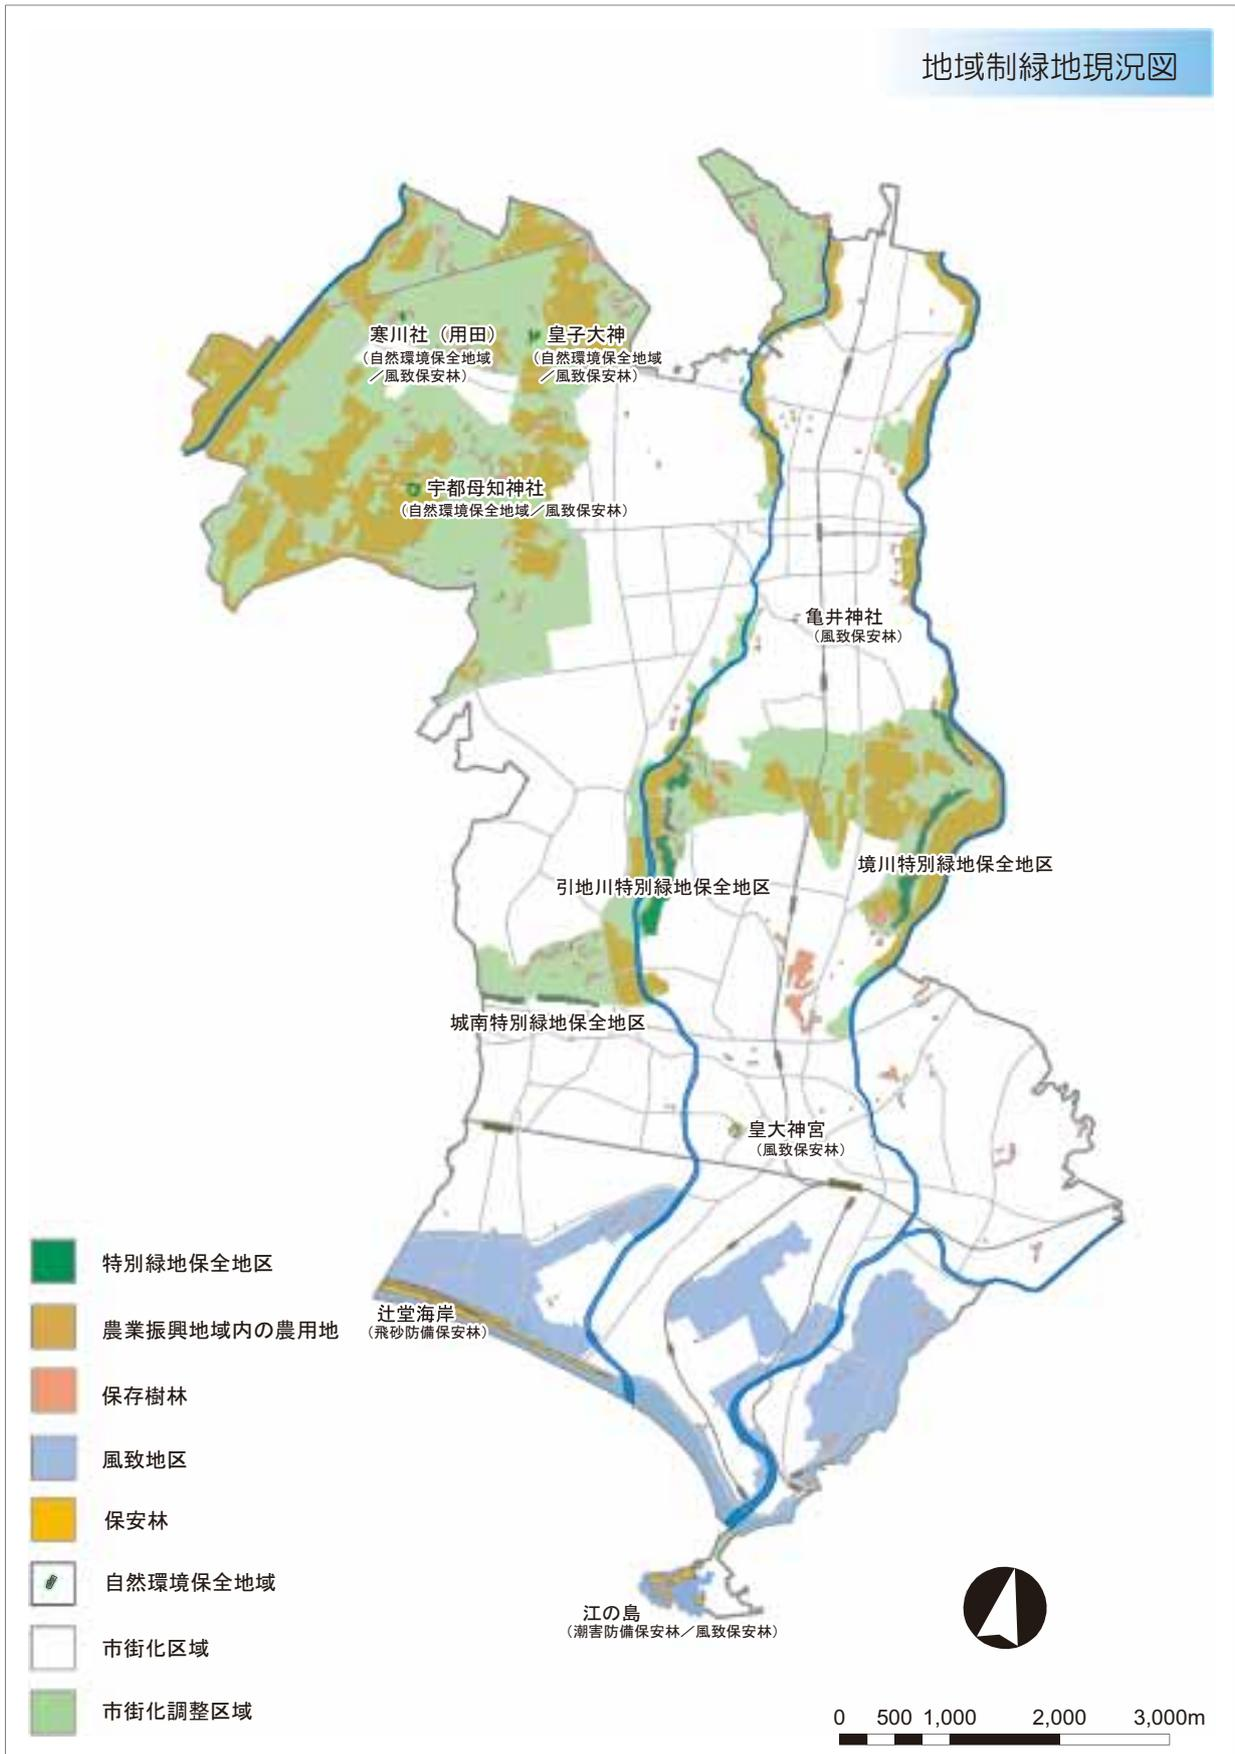 地域制緑地現況図
寒川社（用田）
（自然環境保全地域
／風致保安林）
皇子大神
（自然環境保全地域
／風致保安林）
宇都母知神社
（自然環境保全地域／風致保安林）
亀井神社
（風致保安林）
境川特別緑地保全地区
引地川特別緑地保全地区
城南特別緑地保全地区
皇大神宮
（風致保安林）
辻堂海岸
（飛砂防備保安林）
江の島
（潮害防備保安林／風致保安林）
特別緑地保全地区
農業振興地域内の農用地
保存樹林
風致地区
保安林
自然環境保全地域
市街化区域
市街化調整区域
0 500 1,000 2,000 3,000m